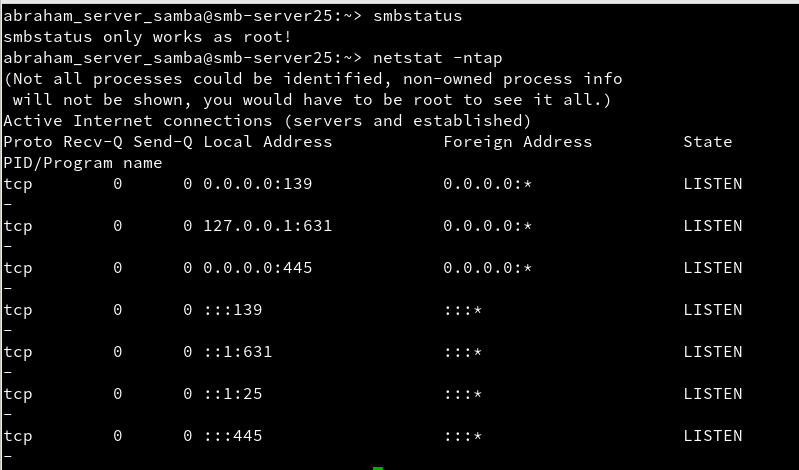 abraham_server_samba@smb-server25:~> smbstatus
smbstatus only works as root!
abraham_server_samba@smb-server25:~> netstat -ntap
(Not all processes could be identified, non-owned process info
 will not be shown, you would have to be root to see it all.)
Active Internet connections (servers and established)
Proto Recv-Q Send-Q Local Address           Foreign Address         State
PID/Program name
tcp        0      0 0.0.0.0:139             0.0.0.0:*               LISTEN
-
tcp        0      0 127.0.0.1:631           0.0.0.0:*               LISTEN
-
tcp        0      0 0.0.0.0:445             0.0.0.0:*               LISTEN
-
tcp        0      0 :::139                  :::*                    LISTEN
-
tcp        0      0 ::1:631                 :::*                    LISTEN
-
tcp        0      0 ::1:25                  :::*                    LISTEN
-
tcp        0      0 :::445                  :::*                    LISTEN
-